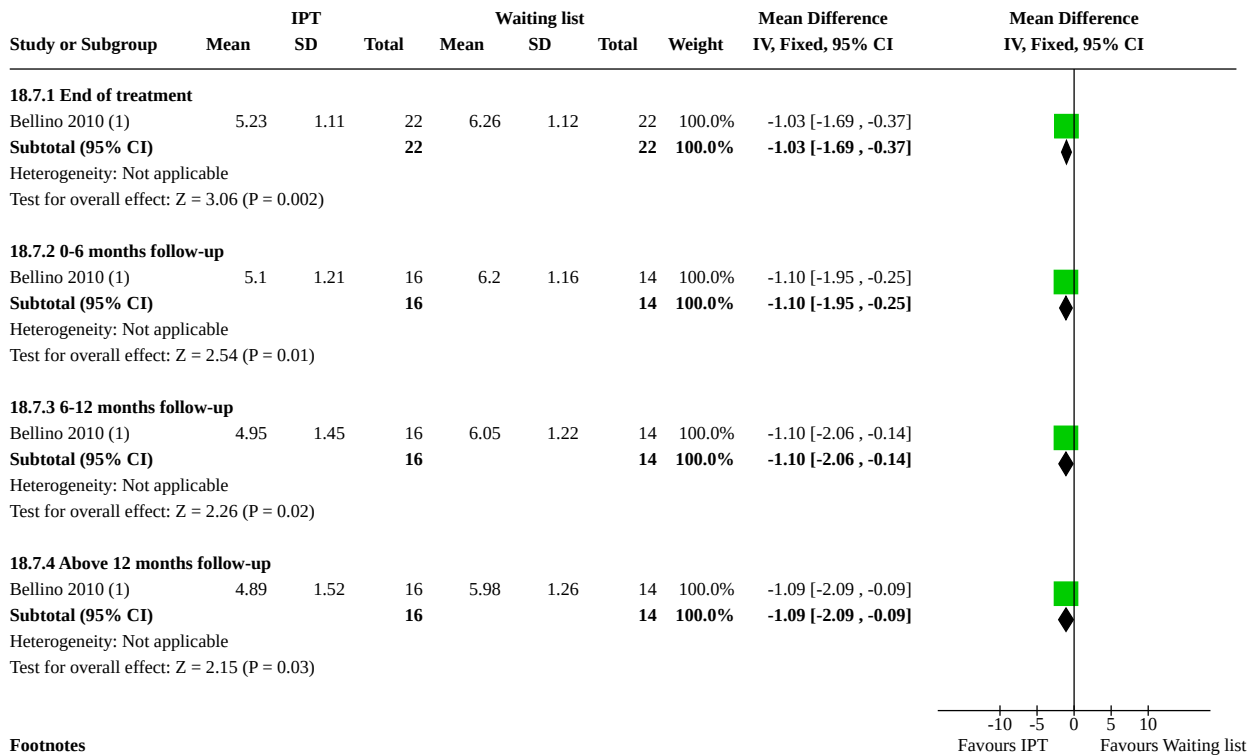 IPT Waiting list Mean Difference Mean Difference
Study or Subgroup Mean SD Total Mean SD Total Weight IV, Fixed, 95% CI IV, Fixed, 95% CI
18.7.1 End of treatment
Bellino 2010 (1) 5.23 1.11 22 6.26 1.12 22 100.0% -1.03 [-1.69 , -0.37]
Subtotal (95% CI) 22 22 100.0% -1.03 [-1.69 , -0.37]
Heterogeneity: Not applicable
Test for overall effect: Z = 3.06 (P = 0.002)
18.7.2 0-6 months follow-up
Bellino 2010 (1) 5.1 1.21 16 6.2 1.16 14 100.0% -1.10 [-1.95 , -0.25]
Subtotal (95% CI) 16 14 100.0% -1.10 [-1.95 , -0.25]
Heterogeneity: Not applicable
Test for overall effect: Z = 2.54 (P = 0.01)
18.7.3 6-12 months follow-up
Bellino 2010 (1) 4.95 1.45 16 6.05 1.22 14 100.0% -1.10 [-2.06 , -0.14]
Subtotal (95% CI) 16 14 100.0% -1.10 [-2.06 , -0.14]
Heterogeneity: Not applicable
Test for overall effect: Z = 2.26 (P = 0.02)
18.7.4 Above 12 months follow-up
Bellino 2010 (1) 4.89 1.52 16 5.98 1.26 14 100.0% -1.09 [-2.09 , -0.09]
Subtotal (95% CI) 16 14 100.0% -1.09 [-2.09 , -0.09]
Heterogeneity: Not applicable
Test for overall effect: Z = 2.15 (P = 0.03)
-10 -5 0 5 10
Footnotes Favours IPT Favours Waiting list